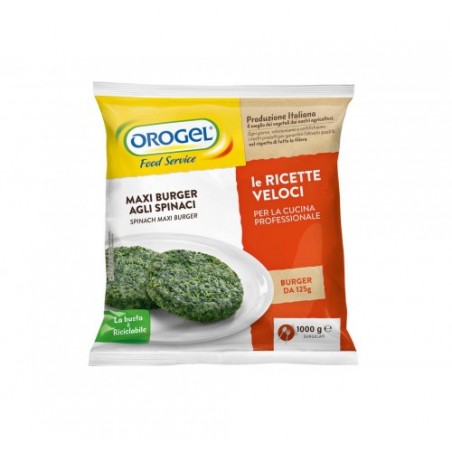 OROGEL
Food Service
Produzione Italiana
le RICETTE
VELOCI
PER LA CUCINA
PROFESSIONALE
MAXI BURGER
AGLI SPINACI
SPINACH MAXI BURGER
BURGER
DA 125g
La busta è
Riciclabile
1000 g e
SURGELATI